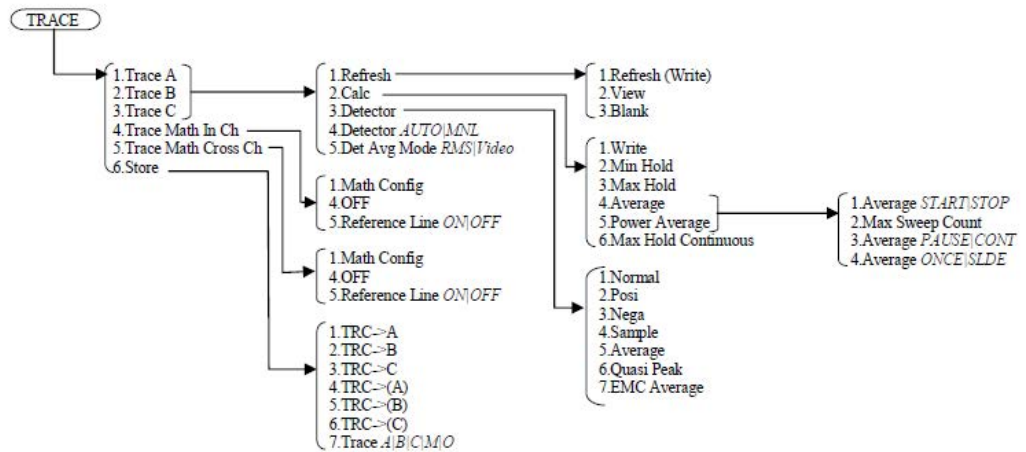 TRACE
1.Trace A
2.Trace B
3.Trace C
4.Trace Math In Ch
5.Trace Math Cross Ch
6.Store
1.Refresh
2.Calc
3.Detector
4.Detector AUTO|MNL
5.Det Avg Mode RMS|Video
1.Math Config
4.OFF
5.Reference Line ON|OFF
1.Math Config
4.OFF
5.Reference Line ON|OFF
1.TRC->A
2.TRC->B
3.TRC->C
4.TRC->(A)
5.TRC->(B)
6.TRC->(C)
7.Trace A|B|C|M|O
1.Refresh (Write)
2.View
3.Blank
1.Write
2.Min Hold
3.Max Hold
4.Average
5.Power Average
6.Max Hold Continuous
1.Normal
2.Posi
3.Nega
4.Sample
5.Average
6.Quasi Peak
7.EMC Average
1.Average START|STOP
2.Max Sweep Count
3.Average PAUSE|CONT
4.Average ONCE|SLDE